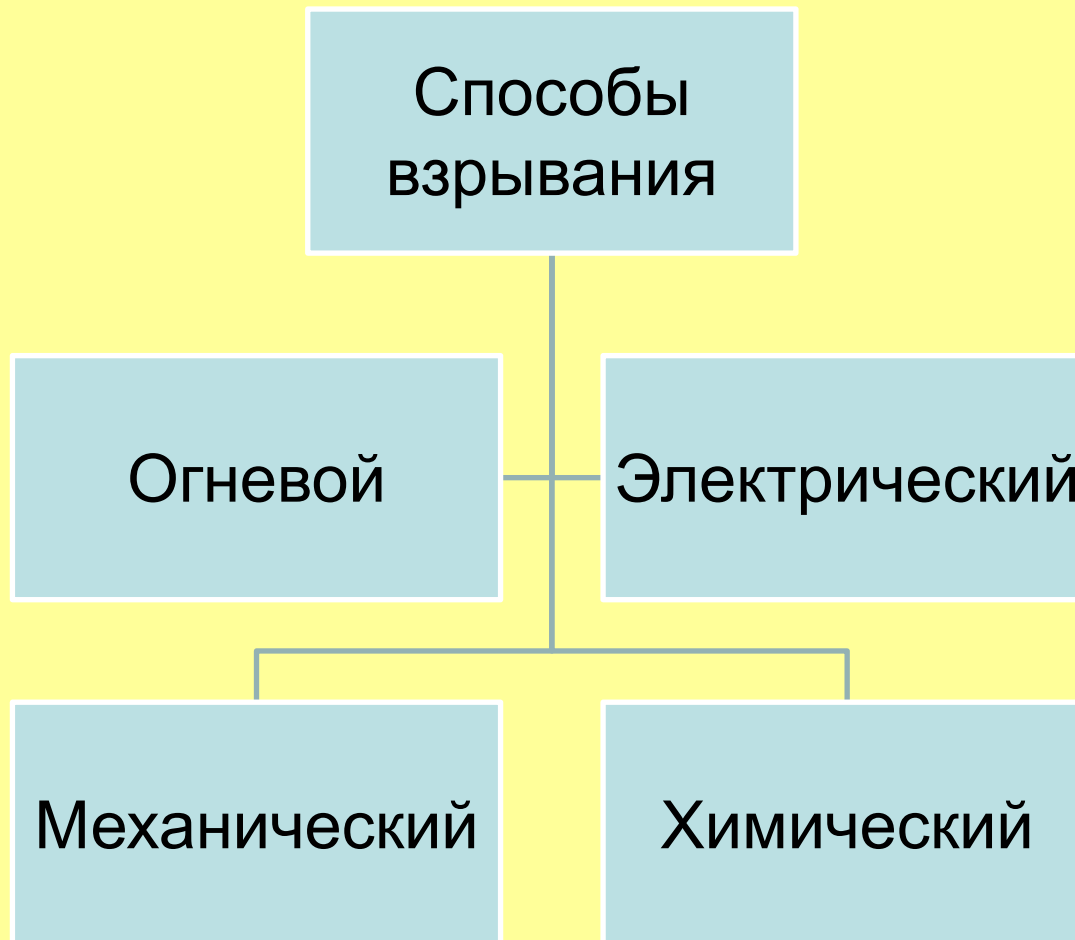 Способы
взрывания
Огневой
Электрический
Механический
Химический